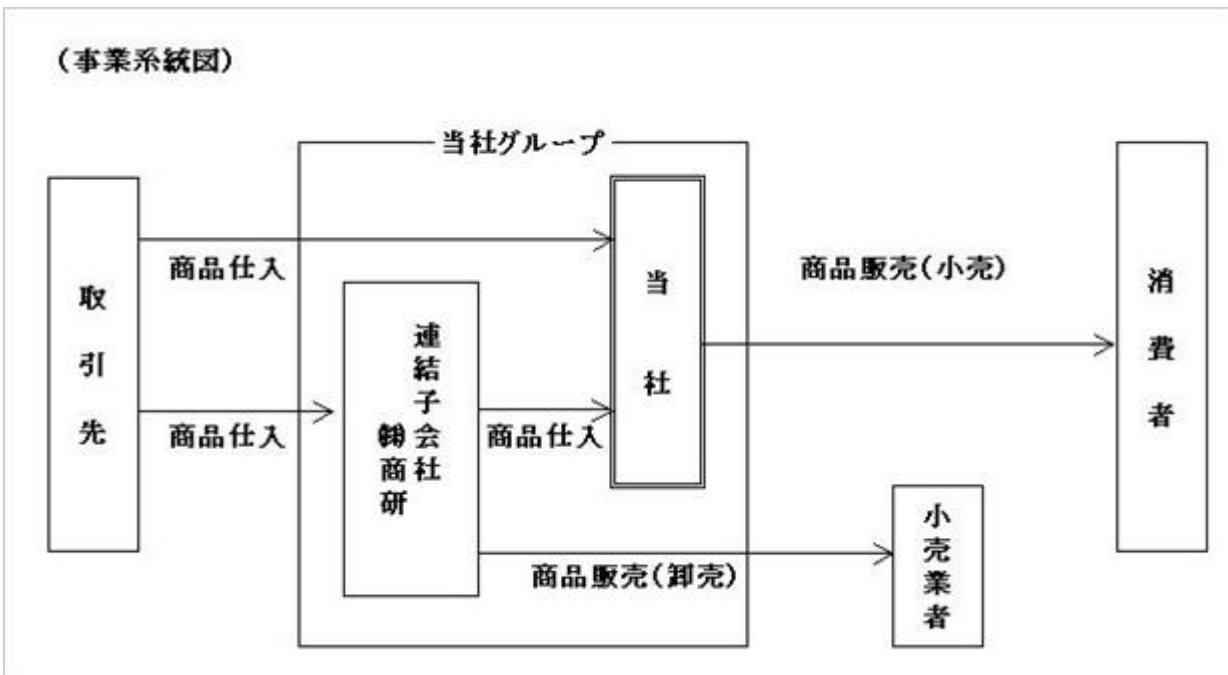 (事業系統図)
当社グループ
取引先
商品仕入
商品仕入
連結子会社
㈱商研
商品仕入
当社
商品販売(小売)
商品販売(卸売)
小売業者
消費者